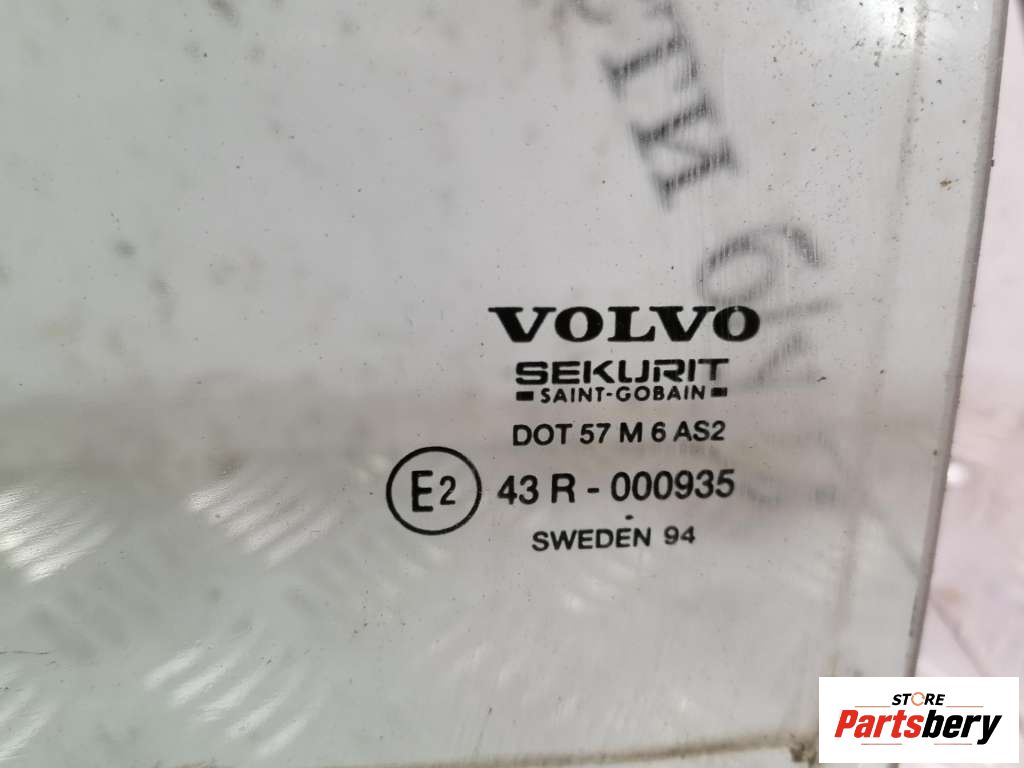 VOLVO
SEKURIT
SAINT-GOBAIN
DOT 57 M 6 AS2
E2 43 R - 000935
SWEDEN 94
STORE
Partsbery